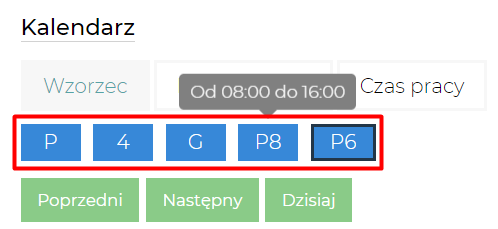 Kalendarz
Wzorzec Czas pracy
Od 08:00 do 16:00
P 4 G P8 P6
Poprzedni Następny Dzisiaj